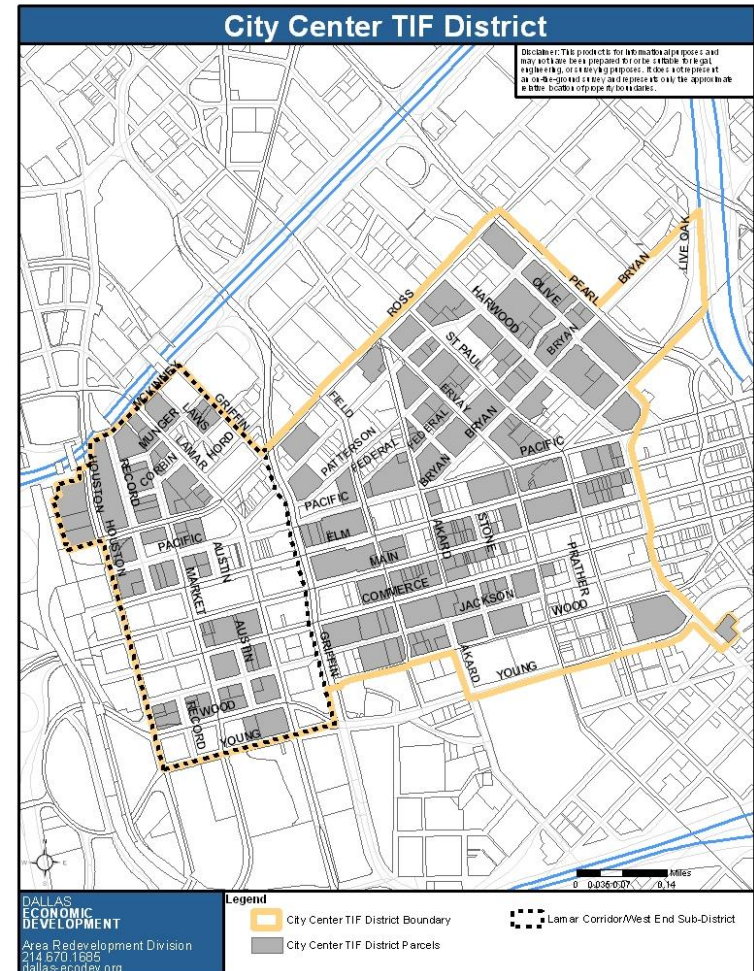 City Center TIF District
Disclaimer: This product is for informational purposes and
may not have been prepared for or be suitable for legal,
engineering, or surveying purposes. It does not represent
an on-the-ground survey and represents only the approximate
relative location of property boundaries.
LIVE OAK
BRYAN
PEARL
OLIVE
ROSS
HARWOOD
BRYAN
ST PAUL
MCKINNEY
GRIFFIN
FIELD
ERVAY
LAWS
MUNGER
HORD
LAMAR
CORBIN
PATTERSON
FEDERAL
FEDERAL
BRYAN
BRYAN
PACIFIC
HOUSTON
RECORD
PACIFIC
HOUSTON
PACIFIC
AUSTIN
ELM
AKARD
STONE
MAIN
PRATHER
MARKET
COMMERCE
JACKSON
WOOD
AUSTIN
GRIFFIN
AKARD
YOUNG
WOOD
RECORD
YOUNG
N
W E
S
Miles
0 0.035 0.07 0.14
DALLAS
ECONOMIC
DEVELOPMENT
Area Redevelopment Division
214.670.1685
dallas-ecodev.org
Legend
City Center TIF District Boundary
Lamar Corridor/West End Sub-District
City Center TIF District Parcels